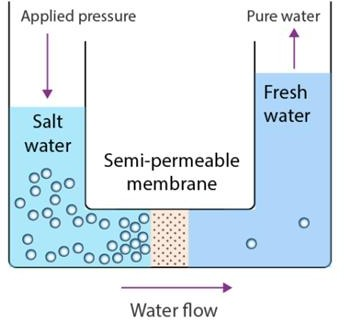 Applied pressure
Pure water
Salt
water
Fresh
water
Semi-permeable
membrane
Water flow